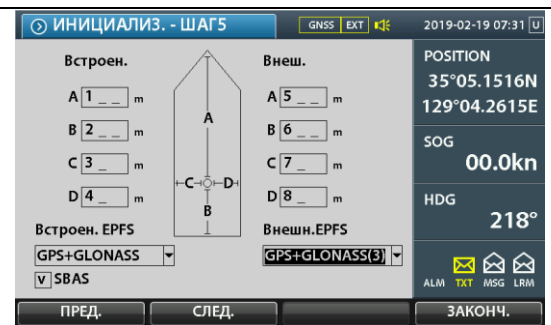 ИНИЦИАЛИЗ. - ШАГ5
GNSS EXT
2019-02-19 07:31 U
Встроен.
A 1 _ _ m
B 2 _ _ m
C 3 _ m
D 4 _ m
Встроен. EPFS
GPS+GLONASS
v SBAS
A
C D
B
Внеш.
A 5 _ _ m
B 6 _ _ m
C 7 _ m
D 8 _ m
Внешн.EPFS
GPS+GLONASS(3)
POSITION
35°05.1516N
129°04.2615E
SOG
00.0kn
HDG
218°
ALM TXT MSG LRM
ПРЕД. СЛЕД. ЗАКОНЧ.